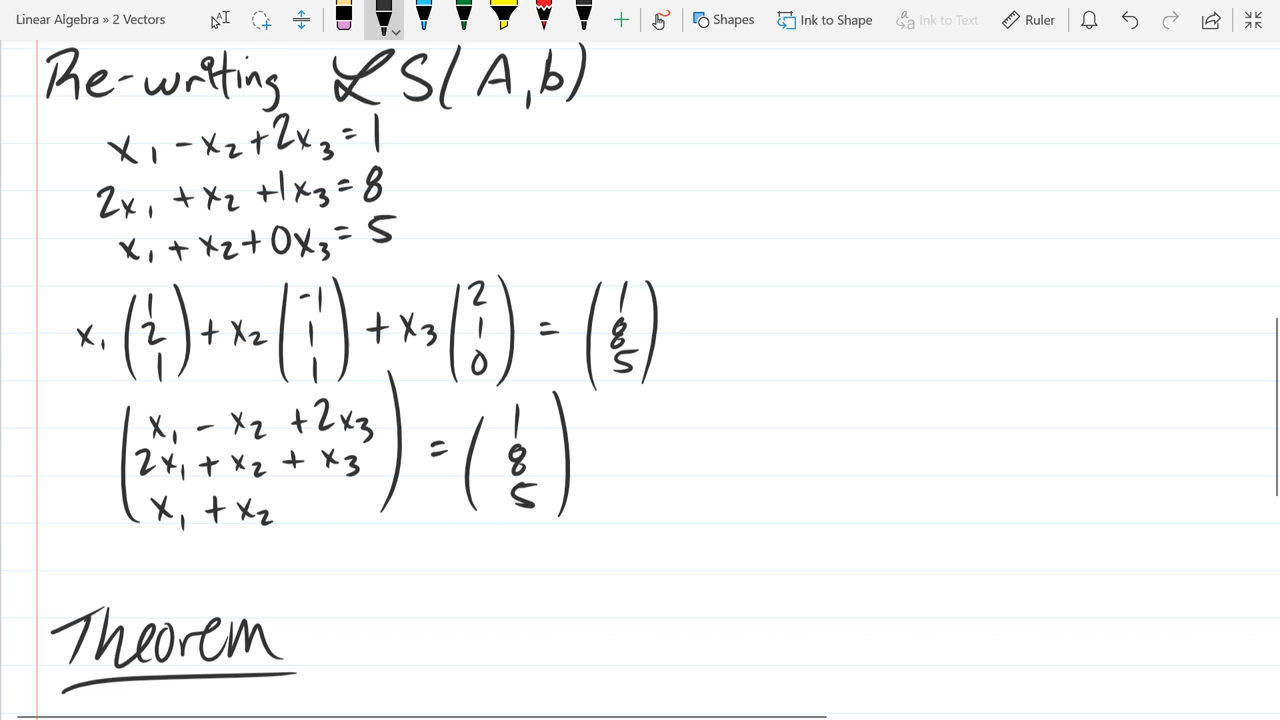 Linear Algebra » 2 Vectors Shapes Ink to Shape Ink to Text Ruler
Re-writing ℒS(A,b)
x₁ - x₂ + 2x₃ = 1
2x₁ + x₂ + 1x₃ = 8
x₁ + x₂ + 0x₃ = 5
x₁ (1 2 1) + x₂ (-1 1 1) + x₃ (2 1 0) = (1 8 5)
(x₁ - x₂ + 2x₃ = (1
2x₁ + x₂ + x₃ 8
x₁ + x₂) 5)
Theorem